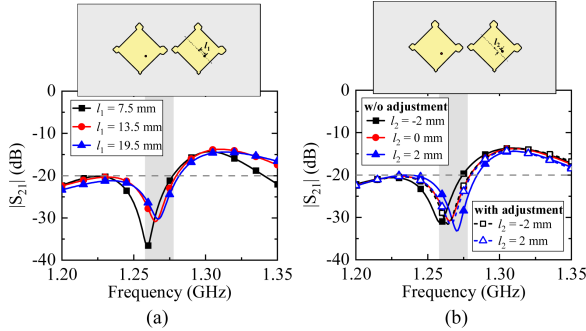 l1
l1 = 7.5 mm
l1 = 13.5 mm
l1 = 19.5 mm
0
-10
-20
-30
-40
|S21| (dB)
1.20 1.25 1.30 1.35
Frequency (GHz)
(a)
l2
w/o adjustment
l2 = -2 mm
l2 = 0 mm
l2 = 2 mm
with adjustment
l2 = -2 mm
l2 = 2 mm
0
-10
-20
-30
-40
|S21| (dB)
1.20 1.25 1.30 1.35
Frequency (GHz)
(b)